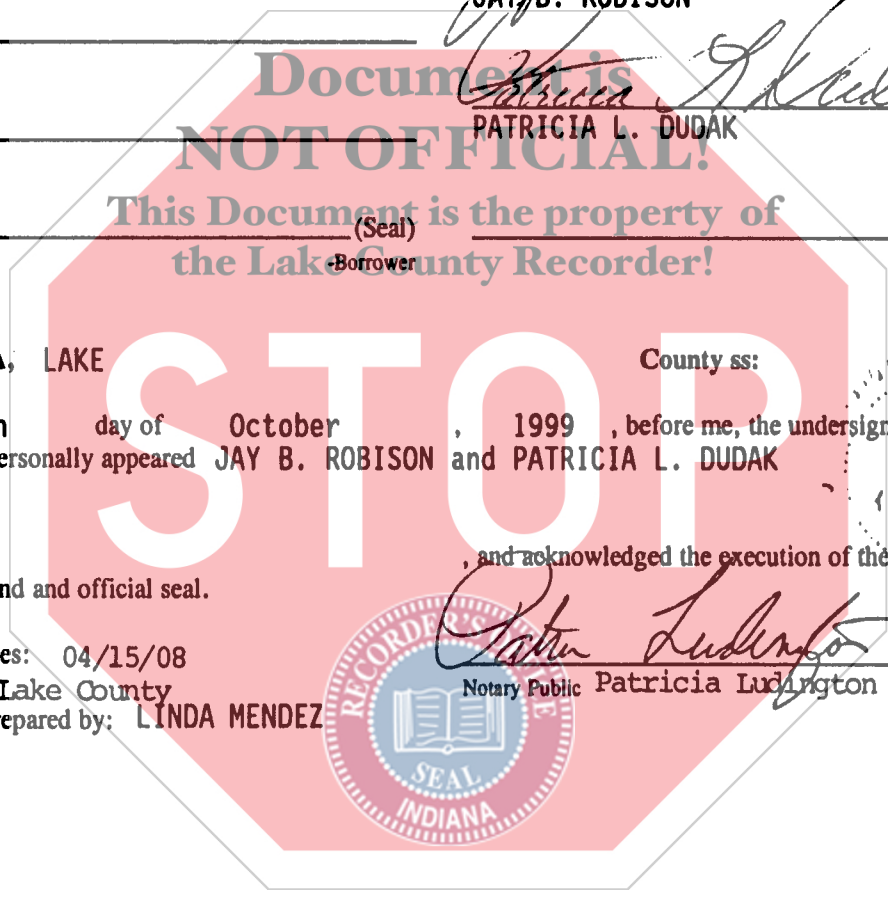 JAY B. ROBISON
Document is
NOT OFFICIAL!
PATRICIA L. DUDAK
This Document is the property of
the Lake County Recorder!
(Seal)
-Borrower
STOP
A, LAKE County ss:
day of October , 1999 , before me, the undersign
ersonally appeared JAY B. ROBISON and PATRICIA L. DUDAK
, and acknowledged the execution of the
nd and official seal.
es: 04/15/08
Lake County
Notary Public Patricia Ludington
epared by: LINDA MENDEZ
RECORDER'S OFFICE
SEAL
INDIANA